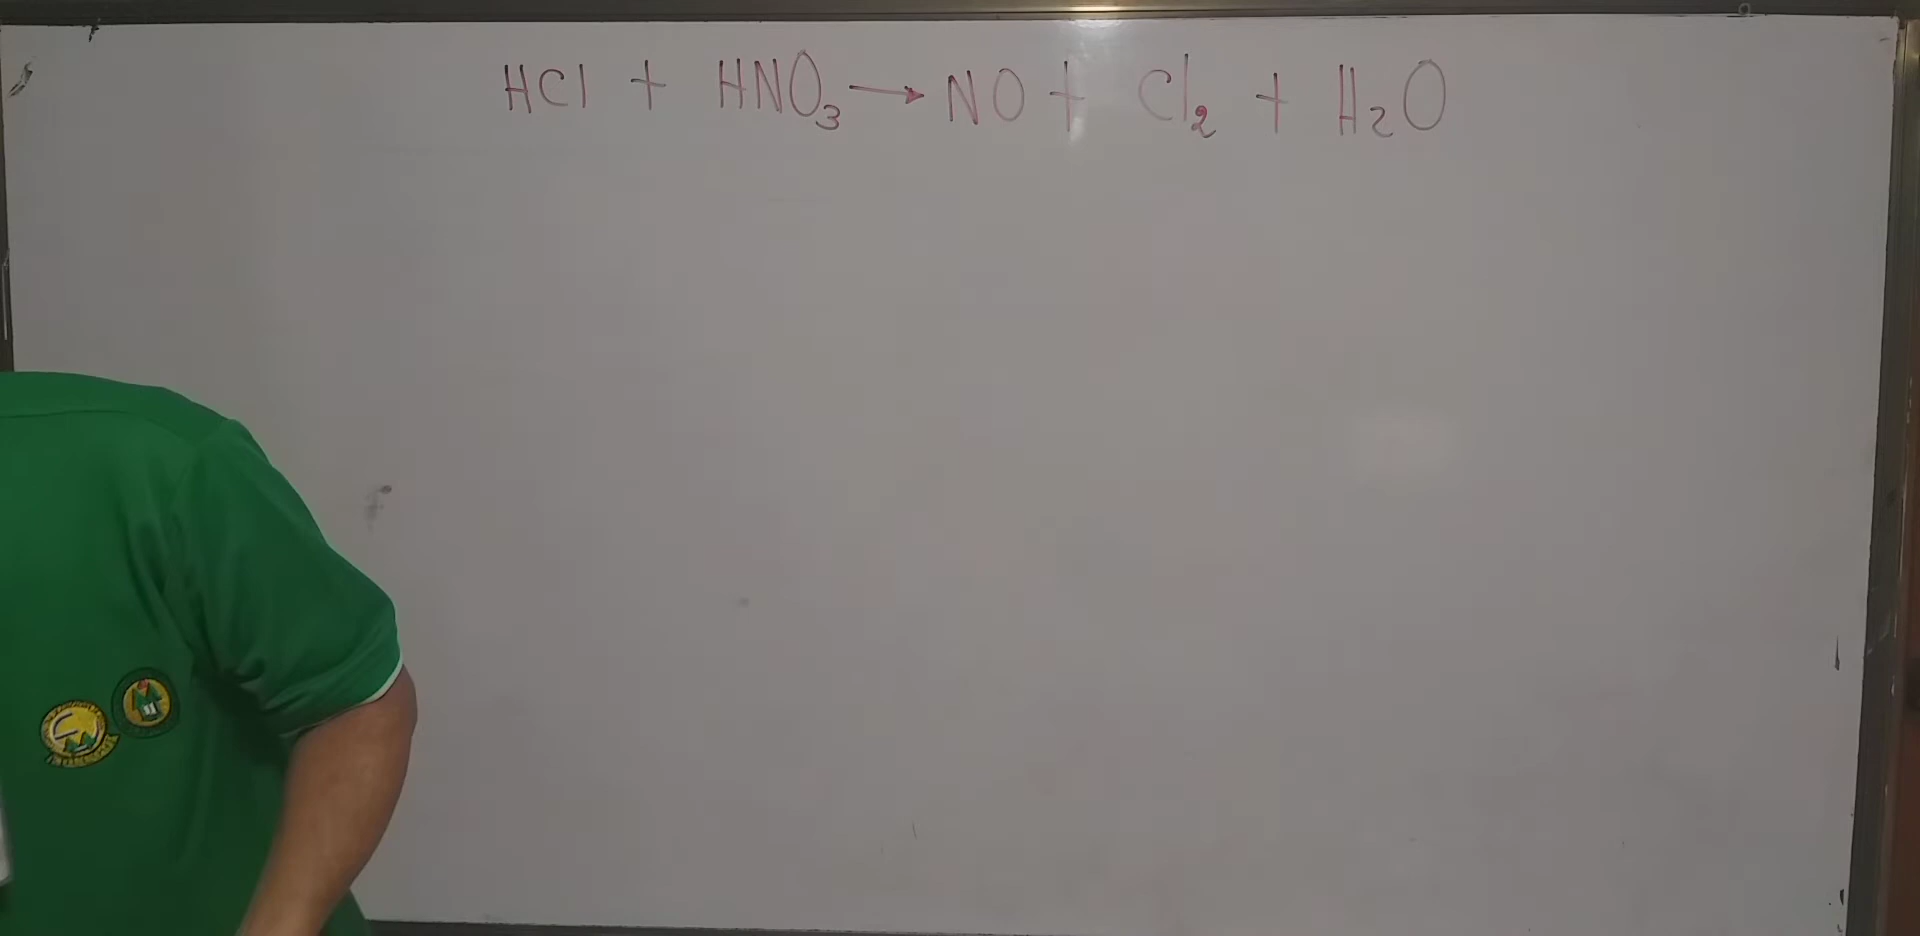 HCl + HNO₃ → NO + Cl₂ + H₂O